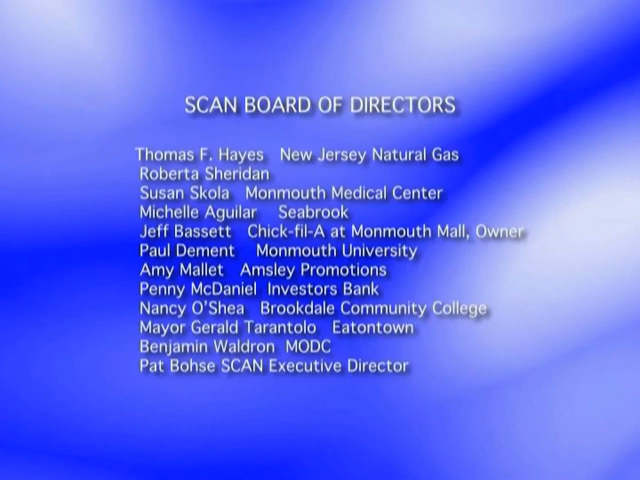 SCAN BOARD OF DIRECTORS
Thomas F. Hayes New Jersey Natural Gas
Roberta Sheridan
Susan Skola Monmouth Medical Center
Michelle Aguilar Seabrook
Jeff Bassett Chick-fil-A at Monmouth Mall, Owner
Paul Dement Monmouth University
Amy Mallet Amsley Promotions
Penny McDaniel Investors Bank
Nancy O'Shea Brookdale Community College
Mayor Gerald Tarantolo Eatontown
Benjamin Waldron MODC
Pat Bohse SCAN Executive Director